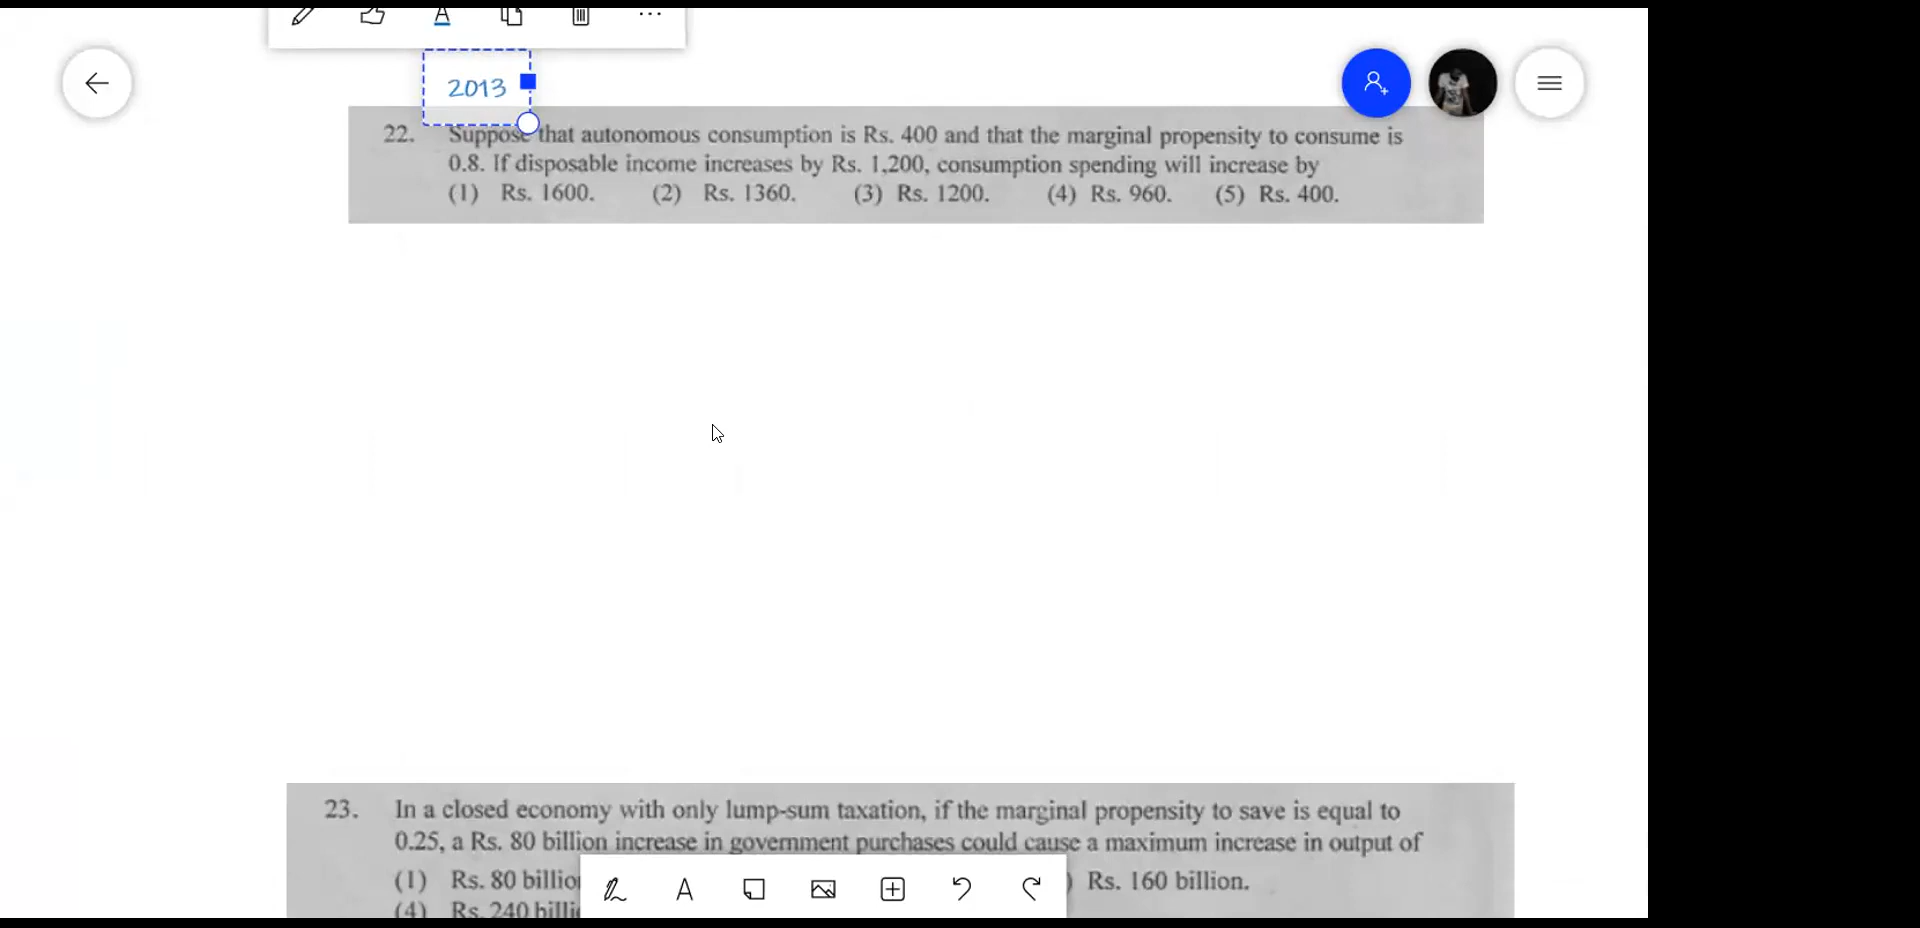 2013
22. Suppose that autonomous consumption is Rs. 400 and that the marginal propensity to consume is
0.8. If disposable income increases by Rs. 1,200, consumption spending will increase by
(1) Rs. 1600. (2) Rs. 1360. (3) Rs. 1200. (4) Rs. 960. (5) Rs. 400.
23. In a closed economy with only lump-sum taxation, if the marginal propensity to save is equal to
0.25, a Rs. 80 billion increase in government purchases could cause a maximum increase in output of
(1) Rs. 80 ) Rs. 160 billion.
(4) Rs. 240